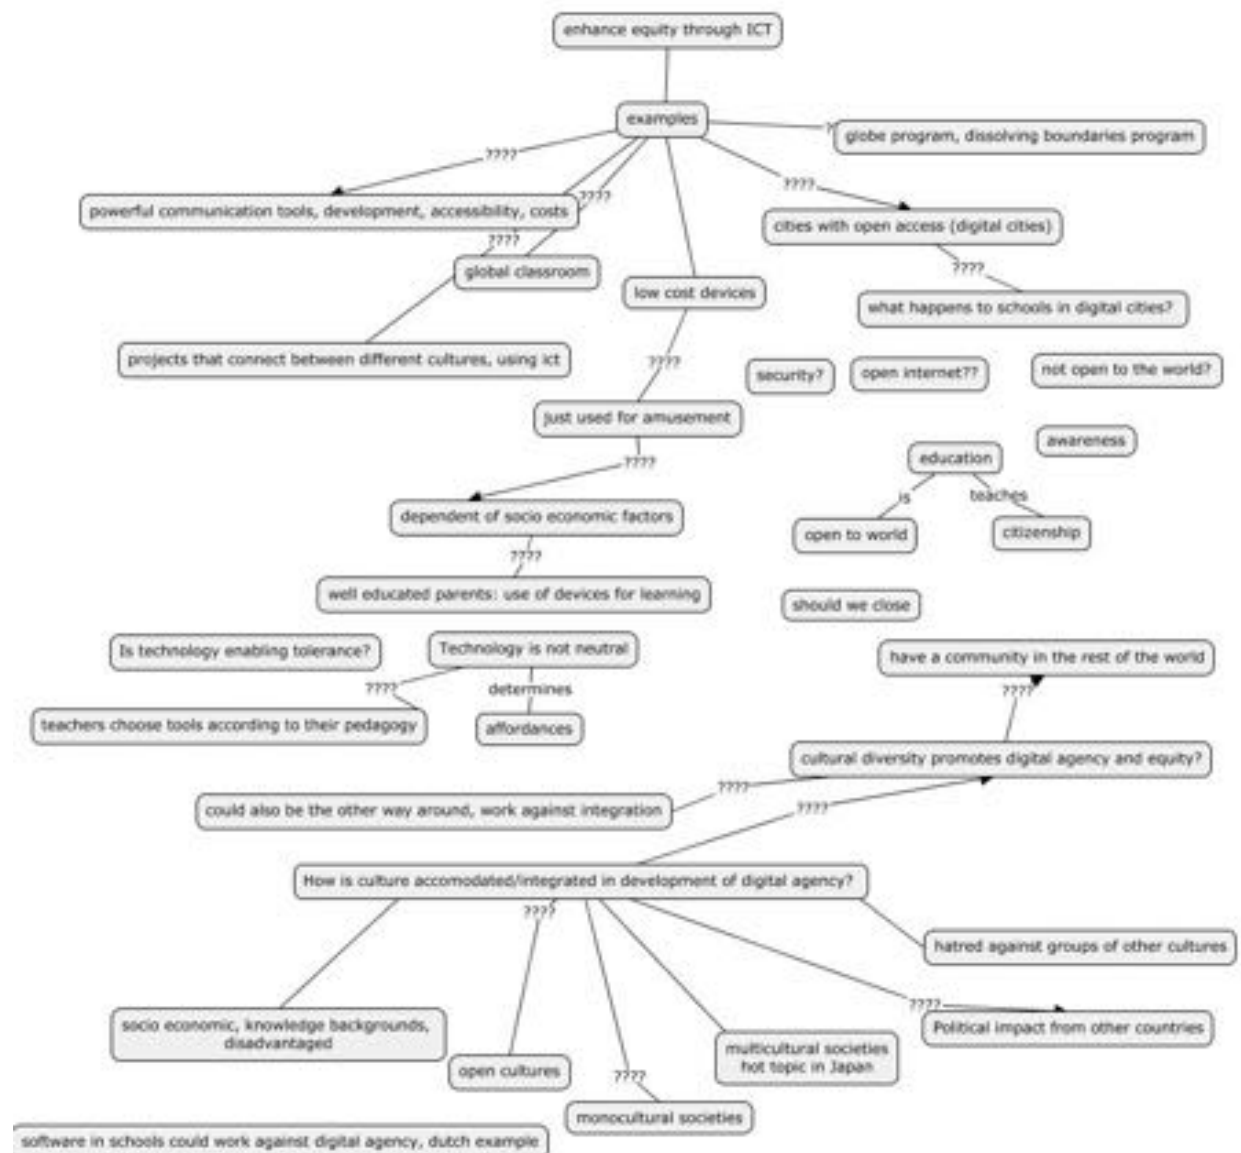 enhance equity through ICT
examples
?
globe program, dissolving boundaries program
????
powerful communication tools, development, accessibility, costs
????
????
cities with open access (digital cities)
????
global classroom
????
low cost devices
what happens to schools in digital cities?
projects that connect between different cultures, using ict
????
security?
open internet??
not open to the world?
just used for amusement
awareness
????
education
is
teaches
dependent of socio economic factors
open to world
citizenship
????
well educated parents: use of devices for learning
should we close
Is technology enabling tolerance?
Technology is not neutral
have a community in the rest of the world
????
determines
????
teachers choose tools according to their pedagogy
affordances
cultural diversity promotes digital agency and equity?
????
could also be the other way around, work against integration
????
How is culture accomodated/integrated in development of digital agency?
????
hatred against groups of other cultures
????
socio economic, knowledge backgrounds,
disadvantaged
Political impact from other countries
open cultures
multicultural societies
hot topic in Japan
????
monocultural societies
software in schools could work against digital agency, dutch example